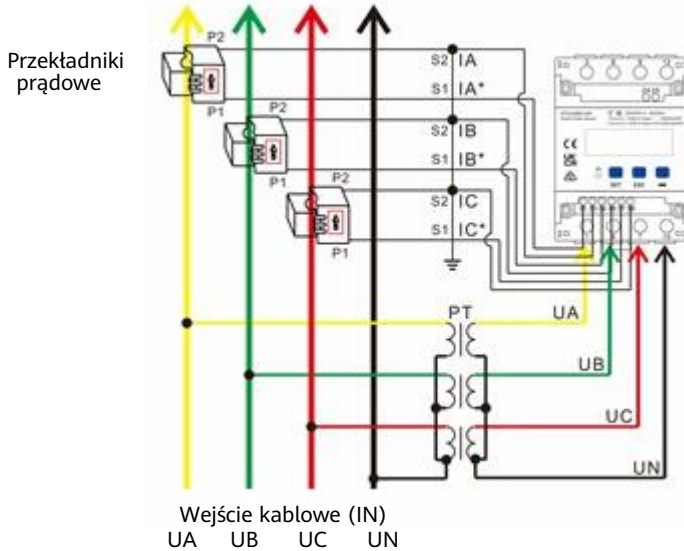 Przekładniki
prądowe
P2
S2 IA
S1 IA*
P1
P2
S2 IB
S1 IB*
P1
P2
S2 IC
S1 IC*
P1
CE
PT
UA
UB
UC
UN
Wejście kablowe (IN)
UA UB UC UN